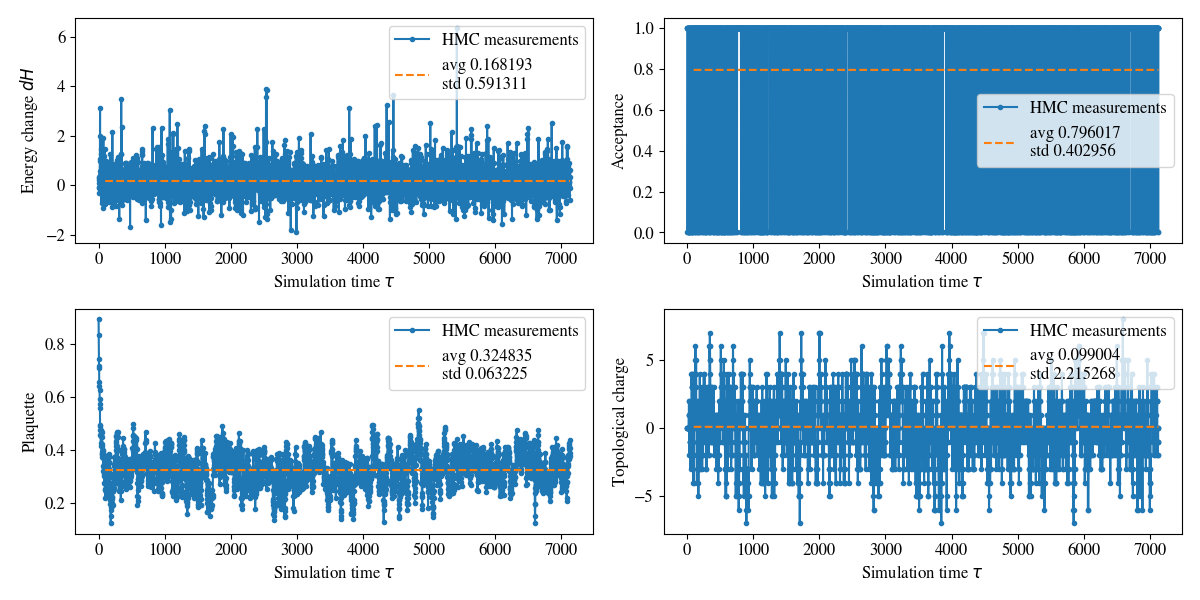 Energy change dH
6
4
2
0
−2
0 1000 2000 3000 4000 5000 6000 7000
Simulation time τ
HMC measurements
avg 0.168193
std 0.591311
Acceptance
1.0
0.8
0.6
0.4
0.2
0.0
0 1000 2000 3000 4000 5000 6000 7000
Simulation time τ
HMC measurements
avg 0.796017
std 0.402956
Plaquette
0.8
0.6
0.4
0.2
0 1000 2000 3000 4000 5000 6000 7000
Simulation time τ
HMC measurements
avg 0.324835
std 0.063225
Topological charge
5
0
−5
0 1000 2000 3000 4000 5000 6000 7000
Simulation time τ
HMC measurements
avg 0.099004
std 2.215268